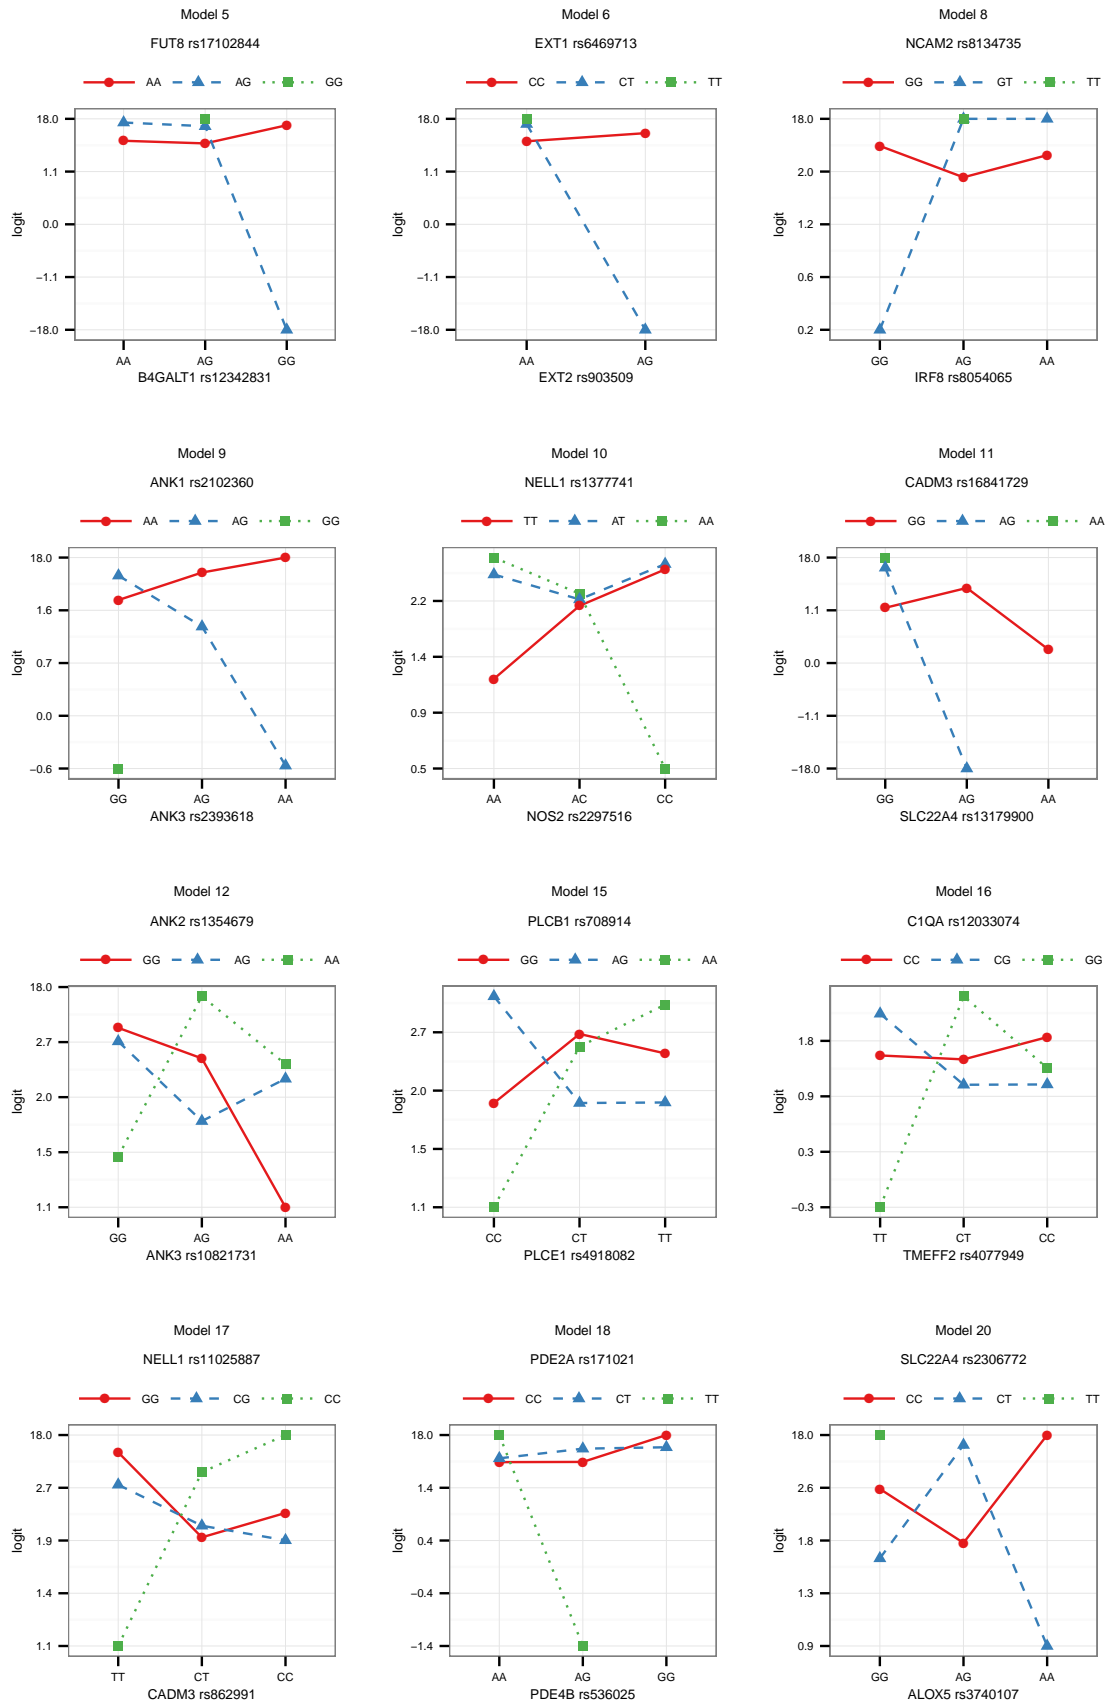 Model 5
FUT8 rs17102844
AA AG GG
18.0
1.1
0.0
−1.1
−18.0
logit
AA AG GG
B4GALT1 rs12342831
Model 6
EXT1 rs6469713
CC CT TT
18.0
1.1
0.0
−1.1
−18.0
logit
AA AG
EXT2 rs903509
Model 8
NCAM2 rs8134735
GG GT TT
18.0
2.0
1.2
0.6
0.2
logit
GG AG AA
IRF8 rs8054065
Model 9
ANK1 rs2102360
AA AG GG
18.0
1.6
0.7
0.0
−0.6
logit
GG AG AA
ANK3 rs2393618
Model 10
NELL1 rs1377741
TT AT AA
2.2
1.4
0.9
0.5
logit
AA AC CC
NOS2 rs2297516
Model 11
CADM3 rs16841729
GG AG AA
18.0
1.1
0.0
−1.1
−18.0
logit
GG AG AA
SLC22A4 rs13179900
Model 12
ANK2 rs1354679
GG AG AA
18.0
2.7
2.0
1.5
1.1
logit
GG AG AA
ANK3 rs10821731
Model 15
PLCB1 rs708914
GG AG AA
2.7
2.0
1.5
1.1
logit
CC CT TT
PLCE1 rs4918082
Model 16
C1QA rs12033074
CC CG GG
1.8
0.9
0.3
−0.3
logit
TT CT CC
TMEFF2 rs4077949
Model 17
NELL1 rs11025887
GG CG CC
18.0
2.7
1.9
1.4
1.1
logit
TT CT CC
CADM3 rs862991
Model 18
PDE2A rs171021
CC CT TT
18.0
1.4
0.4
−0.4
−1.4
logit
AA AG GG
PDE4B rs536025
Model 20
SLC22A4 rs2306772
CC CT TT
18.0
2.6
1.8
1.3
0.9
logit
GG AG AA
ALOX5 rs3740107